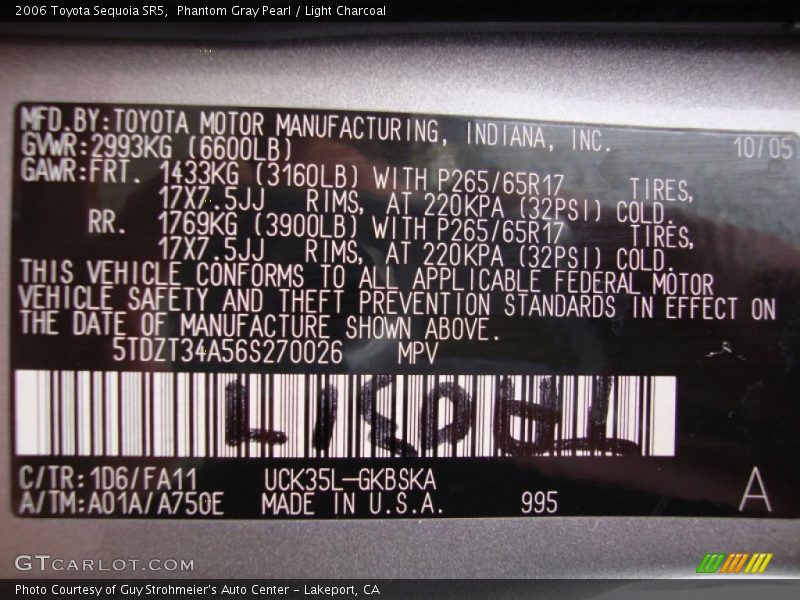 2006 Toyota Sequoia SR5,  Phantom Gray Pearl / Light Charcoal
MFD.BY:TOYOTA MOTOR MANUFACTURING, INDIANA, INC. 10/05
GVWR:2993KG (6600LB)
GAWR:FRT. 1433KG (3160LB) WITH P265/65R17 TIRES,
17X7.5JJ RIMS, AT 220KPA (32PSI) COLD.
RR. 1769KG (3900LB) WITH P265/65R17 TIRES,
17X7.5JJ RIMS, AT 220KPA (32PSI) COLD.
THIS VEHICLE CONFORMS TO ALL APPLICABLE FEDERAL MOTOR
VEHICLE SAFETY AND THEFT PREVENTION STANDARDS IN EFFECT ON
THE DATE OF MANUFACTURE SHOWN ABOVE.
5TDZT34A56S270026 MPV
C/TR:1D6/FA11 UCK35L-GKBSKA
A/TM:A01A/A750E MADE IN U.S.A. 995 A
GTCARLOT.COM
Photo Courtesy of Guy Strohmeier's Auto Center - Lakeport, CA